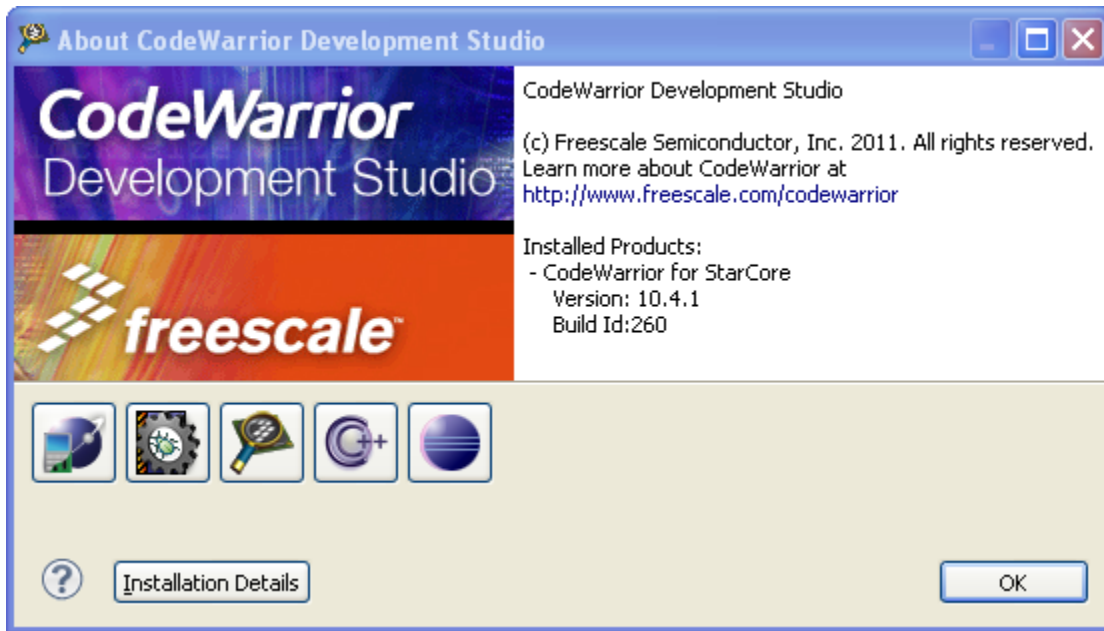 About CodeWarrior Development Studio
CodeWarrior
Development Studio
freescale™
CodeWarrior Development Studio
(c) Freescale Semiconductor, Inc. 2011. All rights reserved.
Learn more about CodeWarrior at
http://www.freescale.com/codewarrior
Installed Products:
- CodeWarrior for StarCore
Version: 10.4.1
Build Id:260
C++
?
Installation Details
OK